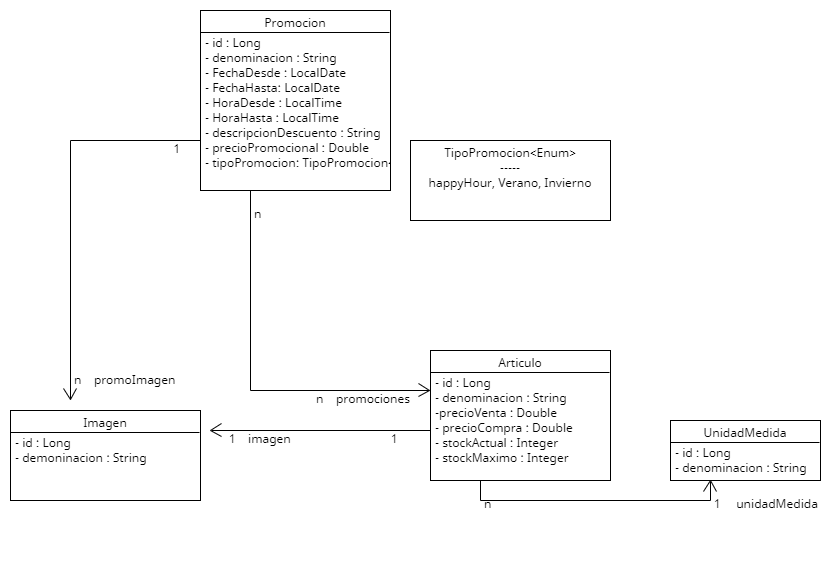 Promocion
- id : Long
- denominacion : String
- FechaDesde : LocalDate
- FechaHasta: LocalDate
- HoraDesde : LocalTime
- HoraHasta : LocalTime
- descripcionDescuento : String
- precioPromocional : Double
- tipoPromocion: TipoPromocion
1
n
TipoPromocion<Enum>
-----
happyHour, Verano, Invierno
n promoImagen
n promociones
Articulo
- id : Long
- denominacion : String
-precioVenta : Double
- precioCompra : Double
- stockActual : Integer
- stockMaximo : Integer
1 imagen
1
Imagen
- id : Long
- demoninacion : String
UnidadMedida
- id : Long
- denominacion : String
n
1 unidadMedida